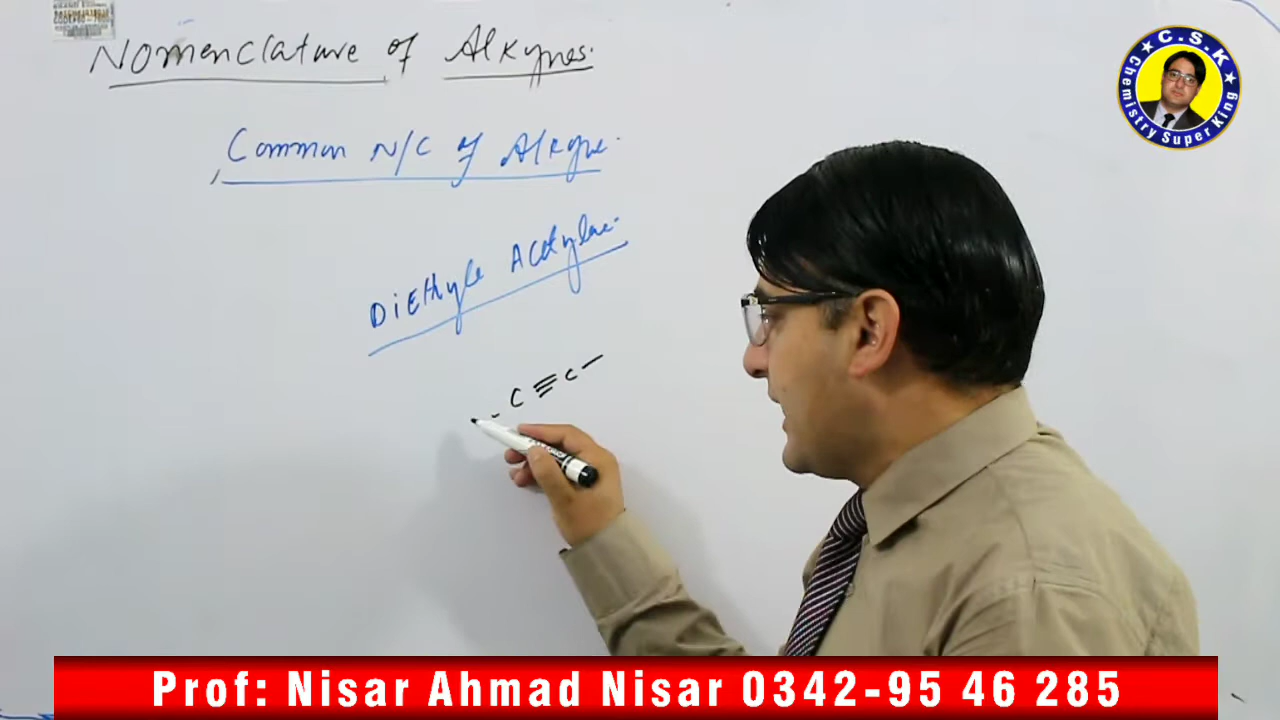 Nomenclature of Alkynes.
Common N/C of Alkyne.
DiEthyle Acetylene.
C ≡ C –
C.S.K
Chemistry Super King
Prof: Nisar Ahmad Nisar 0342-95 46 285